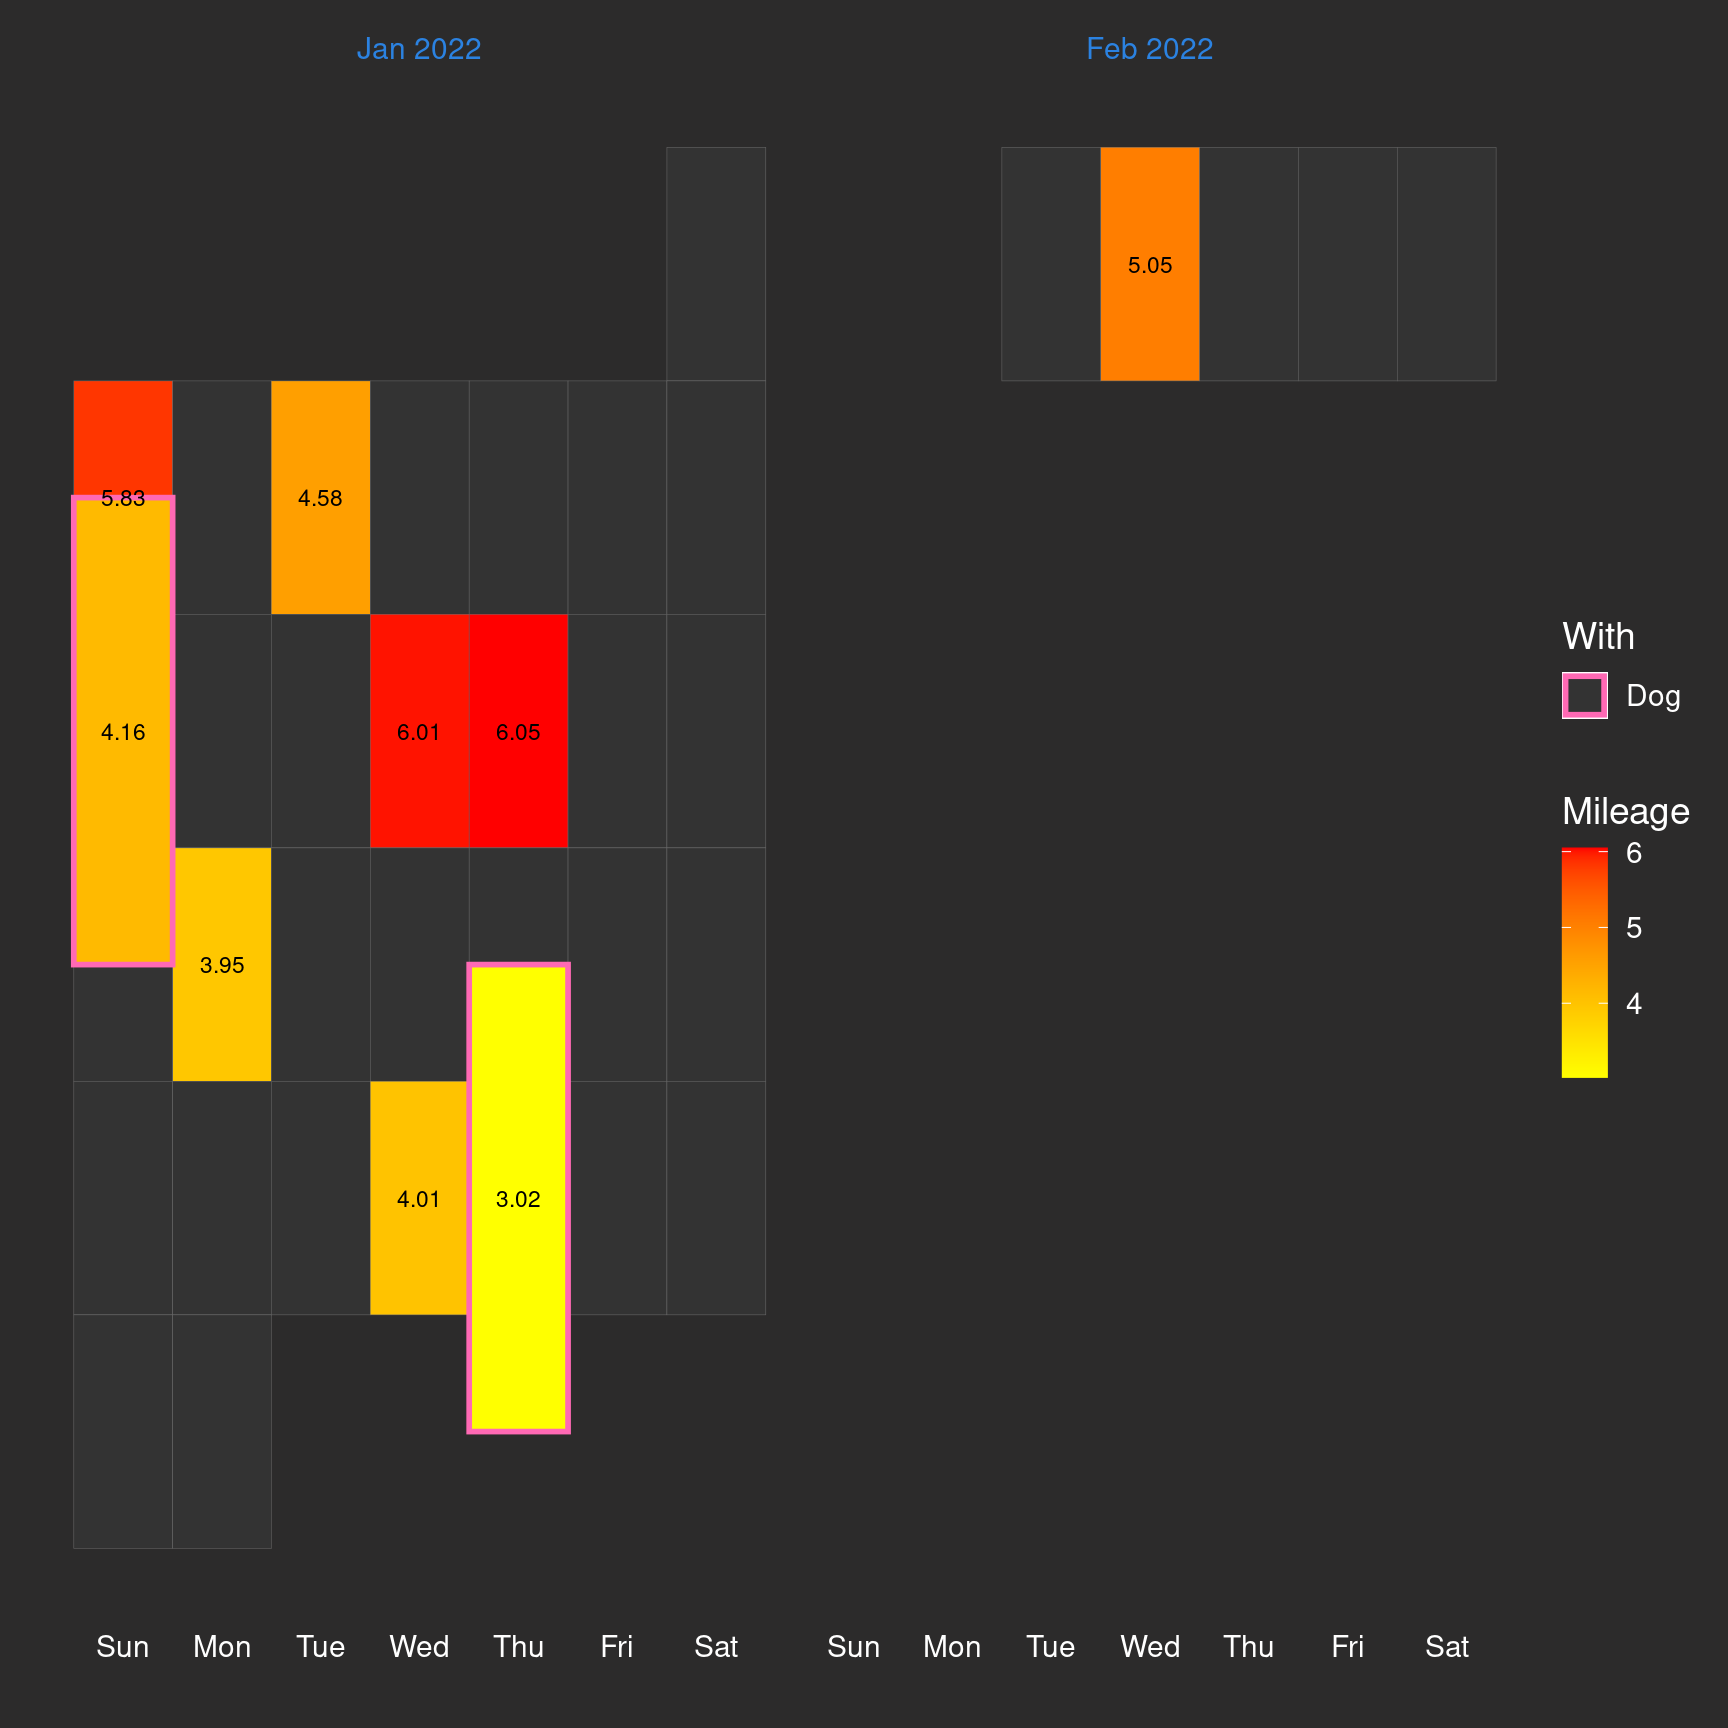 Jan 2022
Feb 2022
5.05
5.83
4.58
4.16
6.01
6.05
3.95
4.01
3.02
Sun Mon Tue Wed Thu Fri Sat
Sun Mon Tue Wed Thu Fri Sat
With
Dog
Mileage
6
5
4